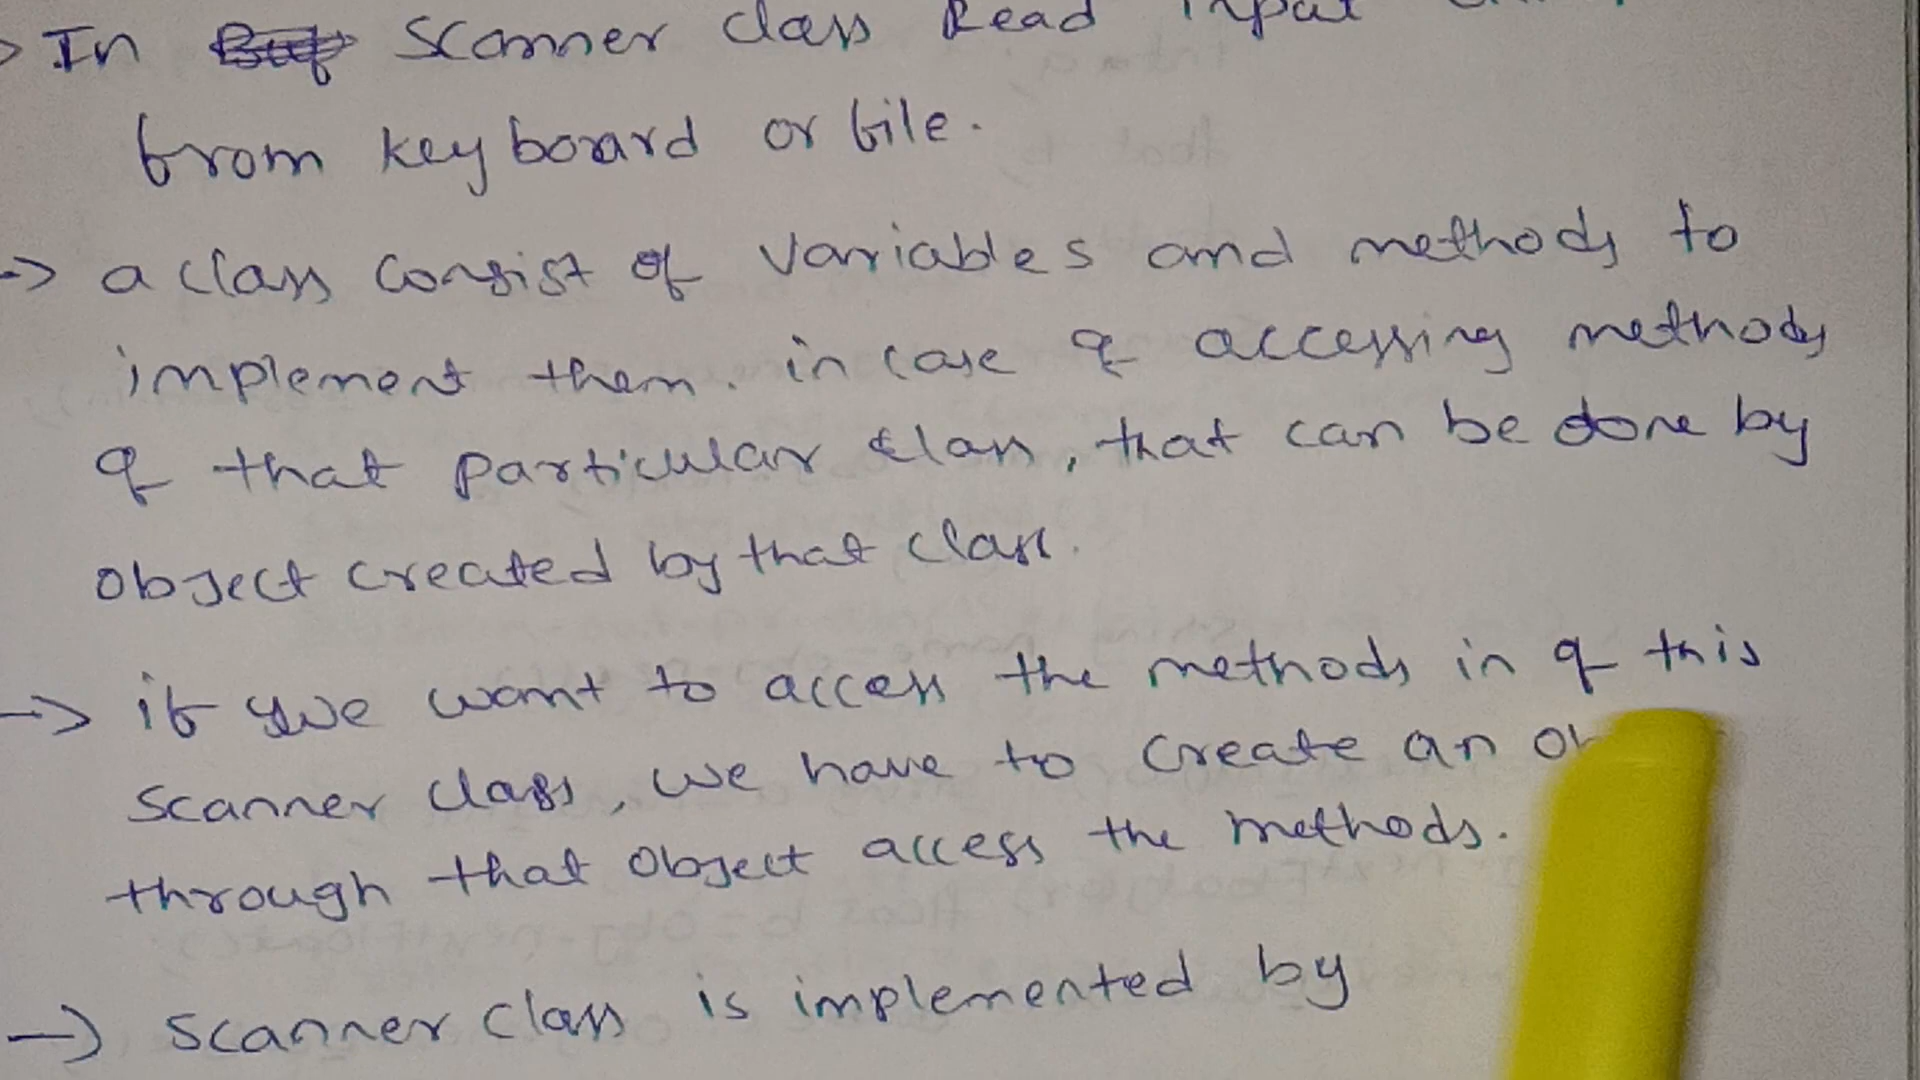 In Scanner class Read input
from keyboard or file.
→ a class consist of variables and methods to
implement them. in case of accessing methods
of that particular class, that can be done by
object created by that class.
→ if we want to access the methods in of this
scanner class, we have to create an
through that object access the methods.
→ scanner class is implemented by